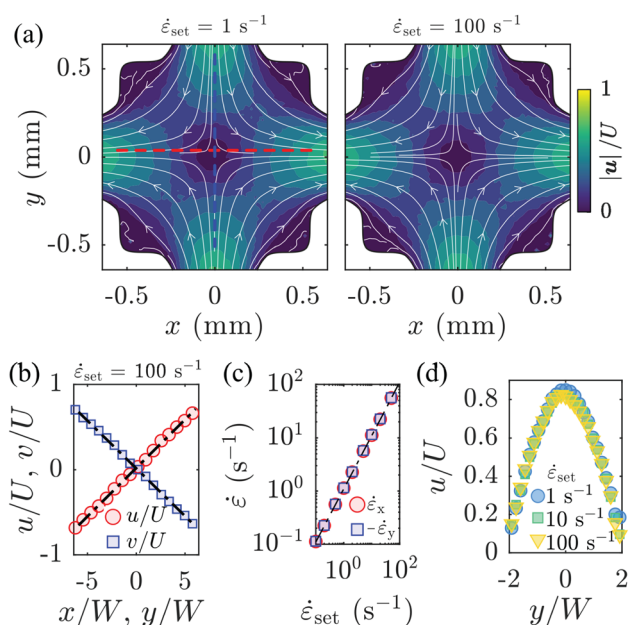 (a)
ε̇set = 1 s⁻¹
ε̇set = 100 s⁻¹
y (mm)
0.5
0
-0.5
-0.5
0
0.5
x (mm)
-0.5
0
0.5
x (mm)
1
0
|u|/U
(b)
ε̇set = 100 s⁻¹
u/U, v/U
1
0
-1
u/U
v/U
-5
0
5
x/W, y/W
(c)
ε̇ (s⁻¹)
10²
10¹
10⁰
10⁻¹
ε̇x
-ε̇y
10⁰
10²
ε̇set (s⁻¹)
(d)
u/U
0.8
0.6
0.4
0.2
0
ε̇set
1 s⁻¹
10 s⁻¹
100 s⁻¹
-2
0
2
y/W